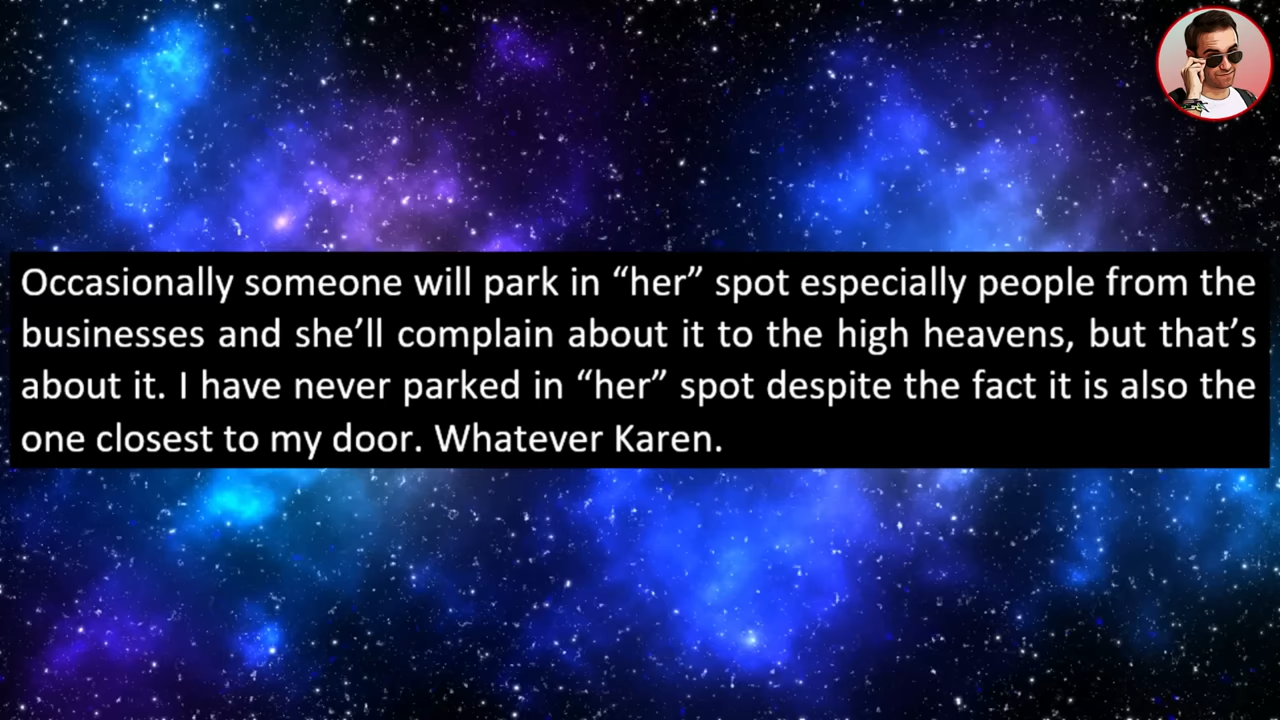 Occasionally someone will park in “her” spot especially people from the
businesses and she’ll complain about it to the high heavens, but that’s
about it. I have never parked in “her” spot despite the fact it is also the
one closest to my door. Whatever Karen.